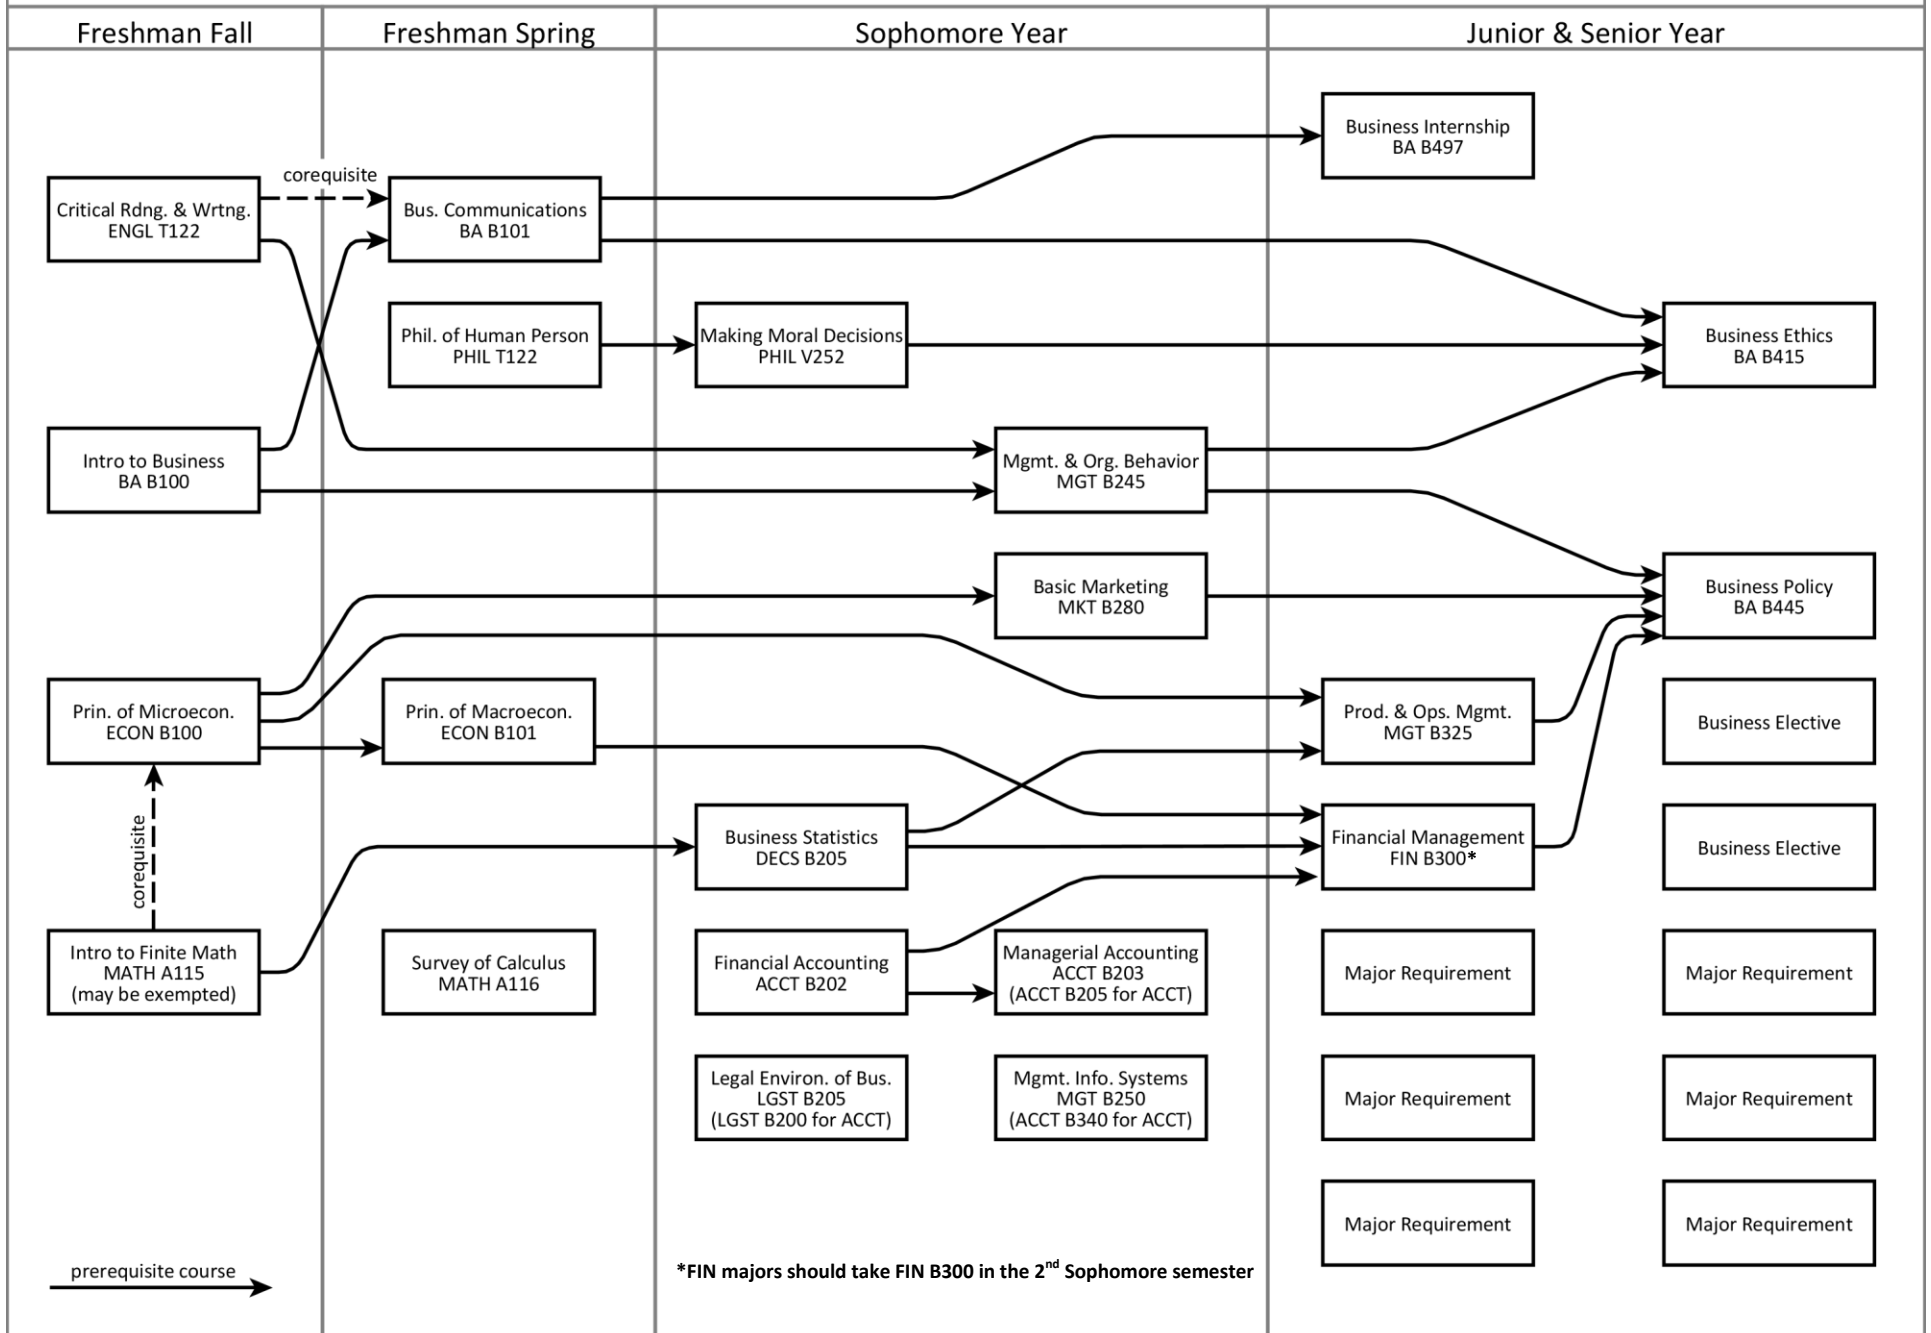 Freshman Fall
Freshman Spring
Sophomore Year
Junior & Senior Year
Business Internship
BA B497
corequisite
Critical Rdng. & Wrtng.
ENGL T122
Bus. Communications
BA B101
Phil. of Human Person
PHIL T122
Making Moral Decisions
PHIL V252
Business Ethics
BA B415
Intro to Business
BA B100
Mgmt. & Org. Behavior
MGT B245
Basic Marketing
MKT B280
Business Policy
BA B445
Prin. of Microecon.
ECON B100
Prin. of Macroecon.
ECON B101
Prod. & Ops. Mgmt.
MGT B325
Business Elective
corequisite
Business Statistics
DECS B205
Financial Management
FIN B300*
Business Elective
Intro to Finite Math
MATH A115
(may be exempted)
Survey of Calculus
MATH A116
Financial Accounting
ACCT B202
Managerial Accounting
ACCT B203
(ACCT B205 for ACCT)
Major Requirement
Major Requirement
Legal Environ. of Bus.
LGST B205
(LGST B200 for ACCT)
Mgmt. Info. Systems
MGT B250
(ACCT B340 for ACCT)
Major Requirement
Major Requirement
Major Requirement
Major Requirement
prerequisite course
*FIN majors should take FIN B300 in the 2nd Sophomore semester